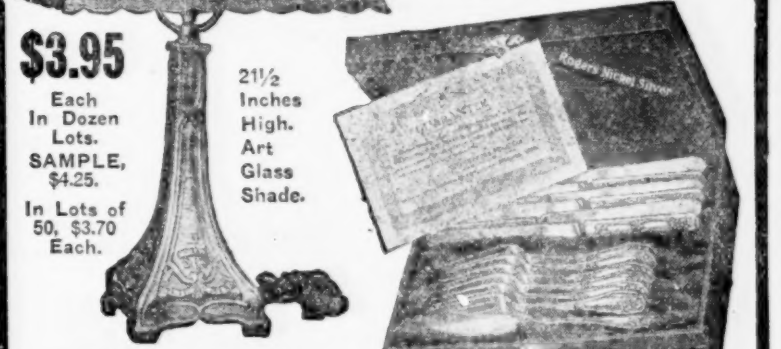 $3.95
Each
In Dozen
Lots.
SAMPLE,
$4.25.
In Lots of
50, $3.70
Each.
21½
Inches
High.
Art
Glass
Shade.
Rogers Nickel Silver